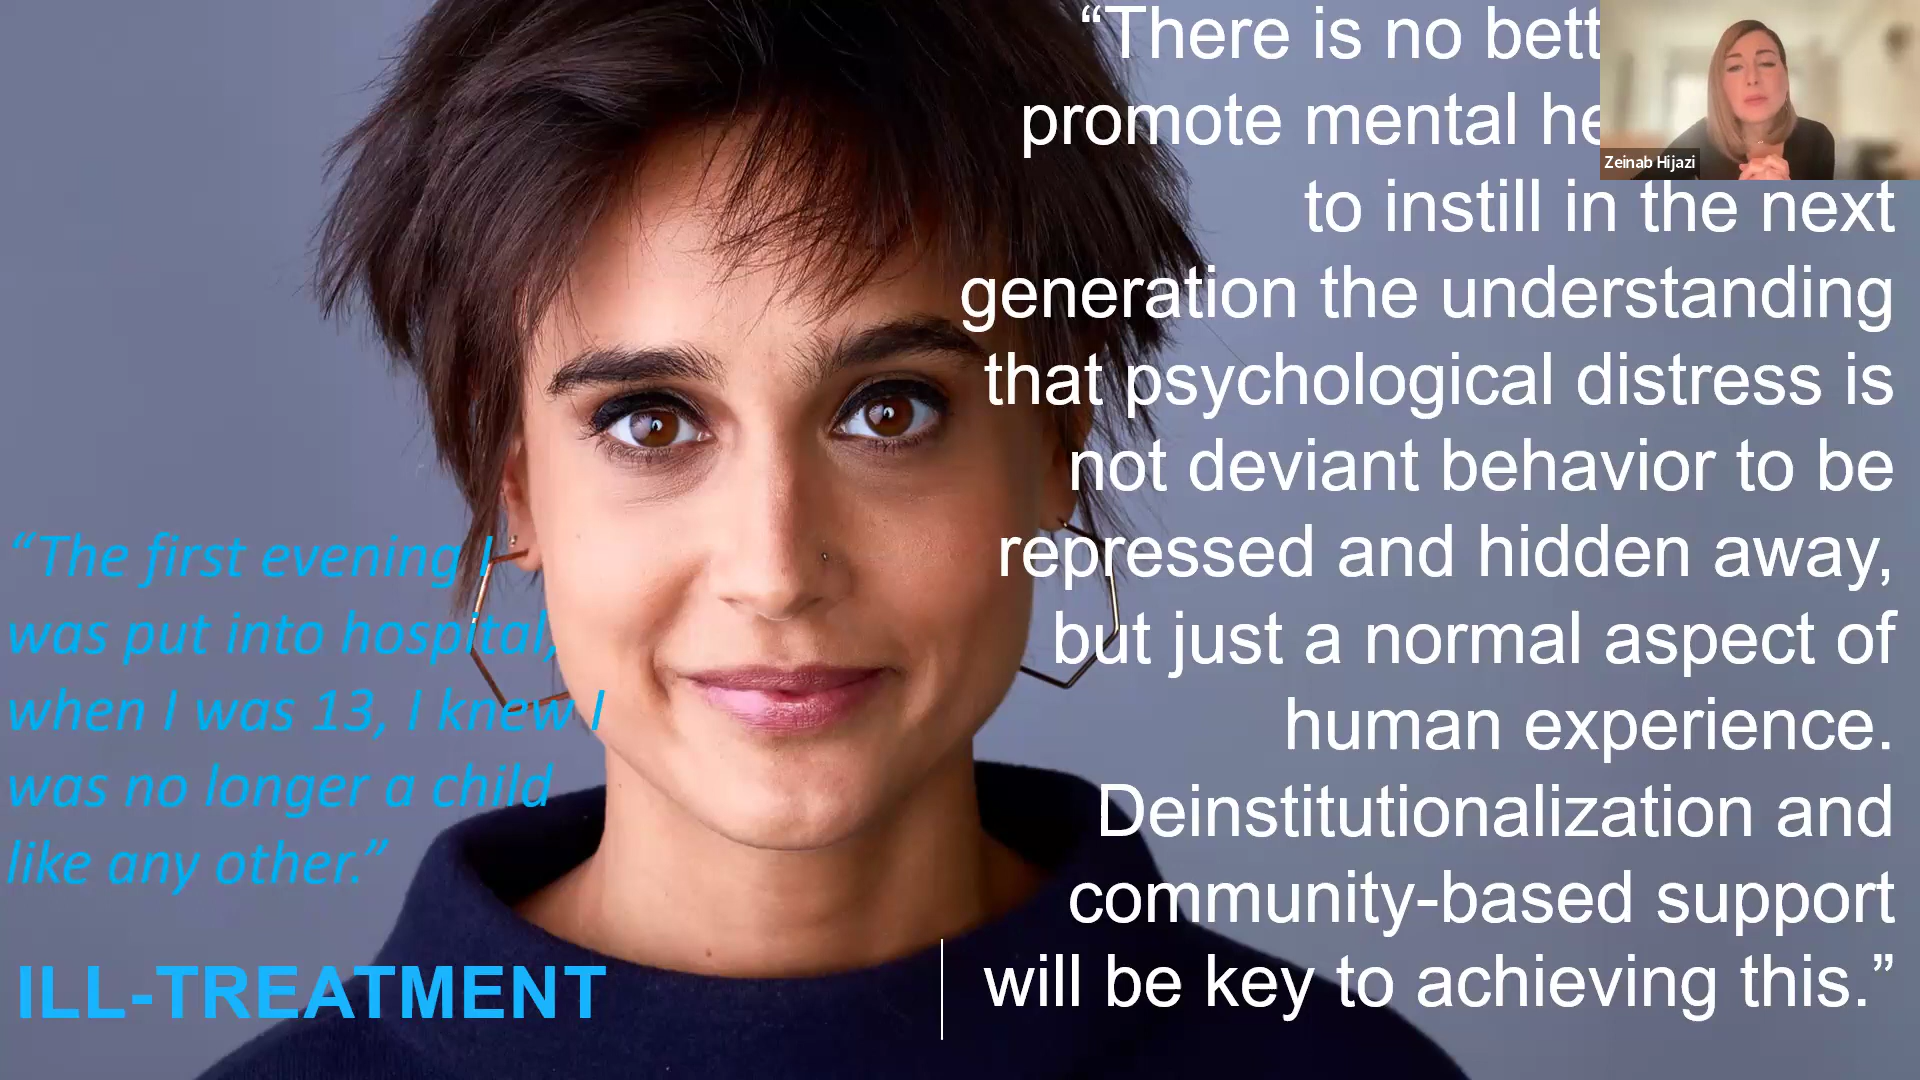 “There is no
promote mental
to instill in the next
generation the understanding
that psychological distress is
not deviant behavior to be
repressed and hidden away,
but just a normal aspect of
human experience.
Deinstitutionalization and
community-based support
will be key to achieving this.”
Zeinab Hijazi
“The first evening I
was put into hospital,
when I was 13, I knew I
was no longer a child
like any other.”
ILL-TREATMENT